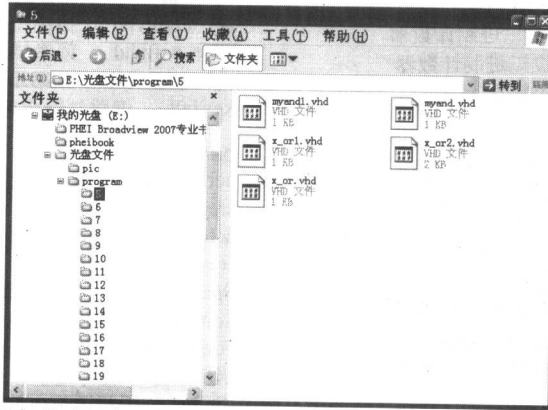 5
文件(F) 编辑(E) 查看(V) 收藏(A) 工具(T) 帮助(H)
后退 搜索 文件夹
地址(D) E:\光盘文件\program\5 转到
文件夹
我的光盘 (E:)
PHEI Broadview 2007专业
pheibook
光盘文件
pic
program
5
6
7
8
9
10
11
12
13
14
15
16
17
18
19
myand1.vhd
VHD 文件
1 KB
myand.vhd
VHD 文件
1 KB
x_or1.vhd
VHD 文件
1 KB
x_or2.vhd
VHD 文件
2 KB
x_or.vhd
VHD 文件
1 KB